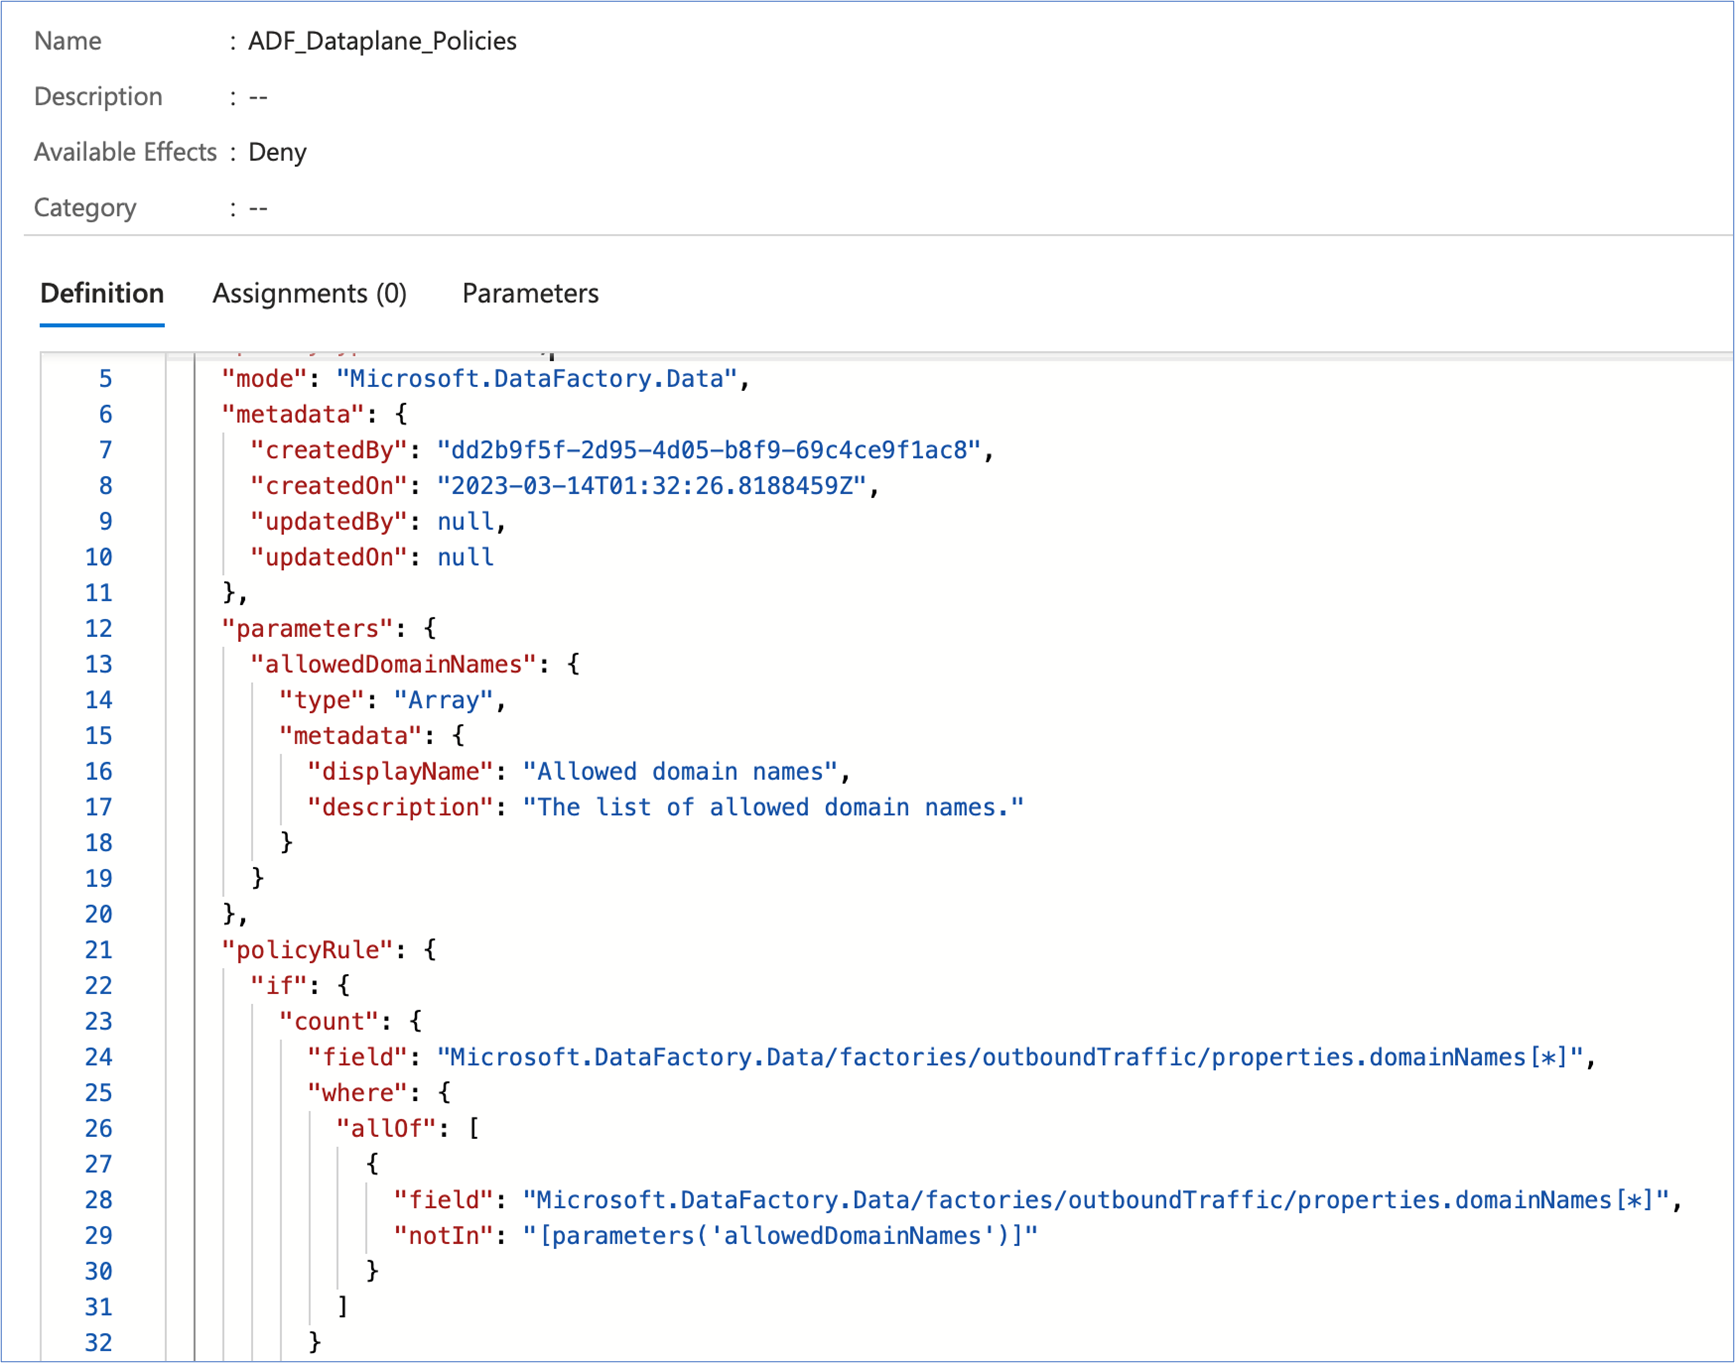 Name : ADF_Dataplane_Policies
Description : --
Available Effects : Deny
Category : --
Definition Assignments (0) Parameters
5 "mode": "Microsoft.DataFactory.Data",
6 "metadata": {
7 "createdBy": "dd2b9f5f-2d95-4d05-b8f9-69c4ce9f1ac8",
8 "createdOn": "2023-03-14T01:32:26.8188459Z",
9 "updatedBy": null,
10 "updatedOn": null
11 },
12 "parameters": {
13 "allowedDomainNames": {
14 "type": "Array",
15 "metadata": {
16 "displayName": "Allowed domain names",
17 "description": "The list of allowed domain names."
18 }
19 }
20 },
21 "policyRule": {
22 "if": {
23 "count": {
24 "field": "Microsoft.DataFactory.Data/factories/outboundTraffic/properties.domainNames[*]",
25 "where": {
26 "allOf": [
27 {
28 "field": "Microsoft.DataFactory.Data/factories/outboundTraffic/properties.domainNames[*]",
29 "notIn": "[parameters('allowedDomainNames')]"
30 }
31 ]
32 }